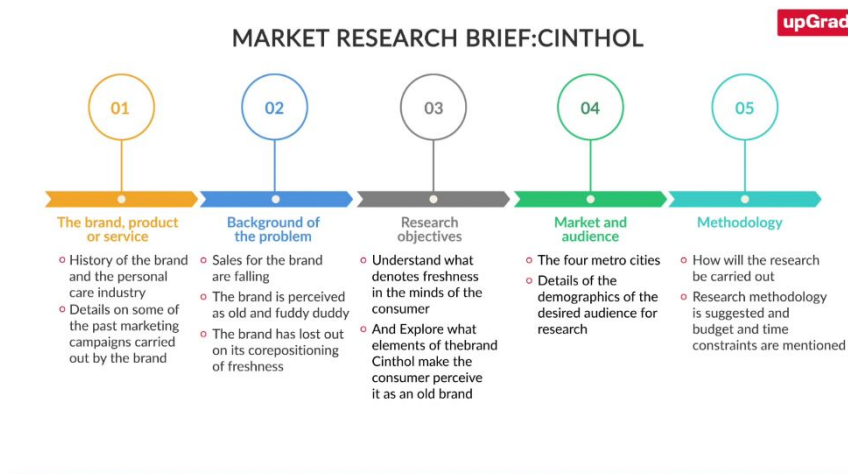 upGrad
MARKET RESEARCH BRIEF:CINTHOL
01
02
03
04
05
The brand, product
or service
History of the brand
and the personal
care industry
Details on some of
the past marketing
campaigns carried
out by the brand
Background of
the problem
Sales for the brand
are falling
The brand is perceived
as old and fuddy duddy
The brand has lost out
on its corepositioning
of freshness
Research
objectives
Understand what
denotes freshness
in the minds of the
consumer
And Explore what
elements of thebrand
Cinthol make the
consumer perceive
it as an old brand
Market and
audience
The four metro cities
Details of the
demographics of the
desired audience for
research
Methodology
How will the research
be carried out
Research methodology
is suggested and
budget and time
constraints are mentioned